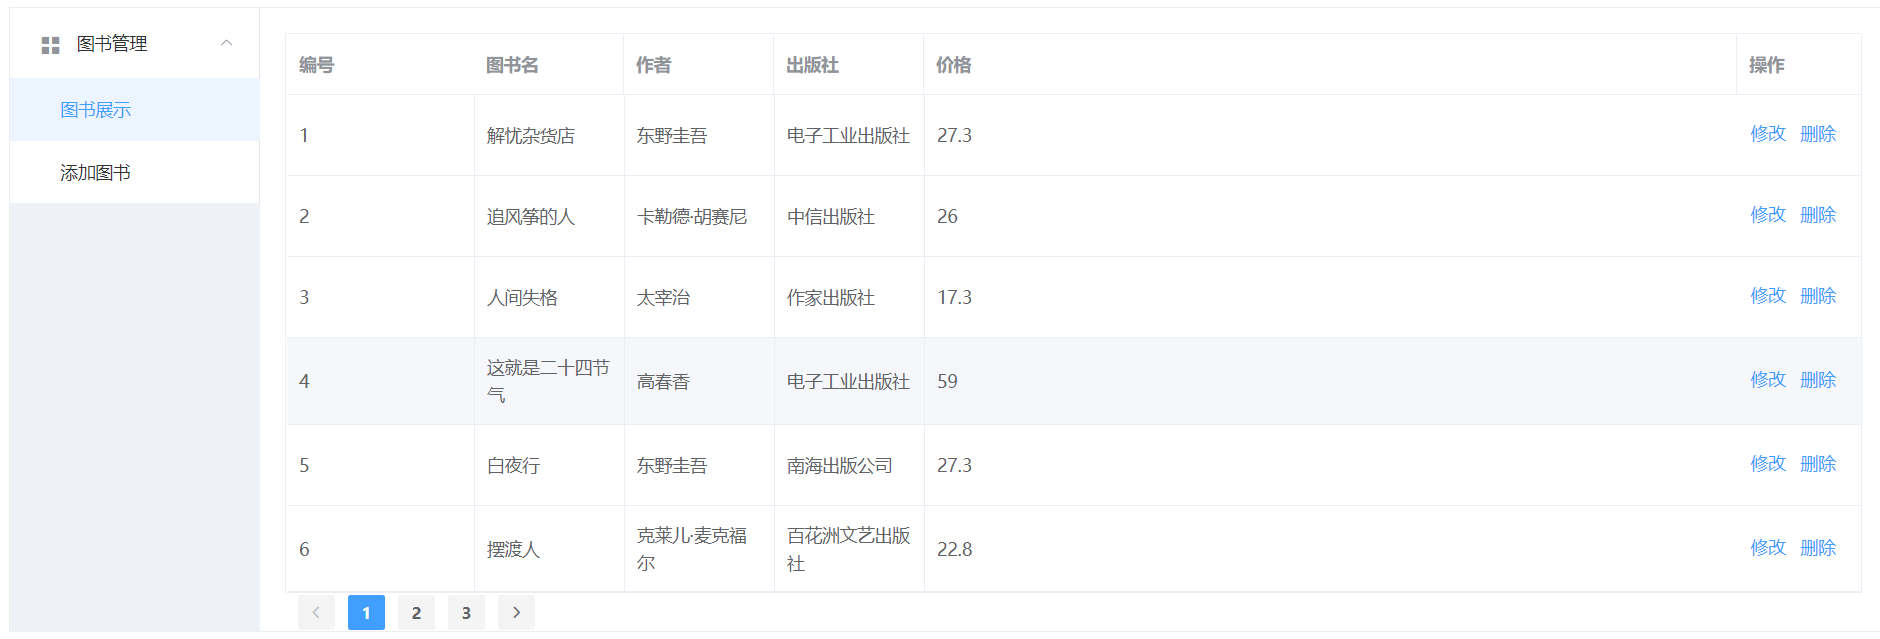 图书管理
图书展示
添加图书
编号 图书名 作者 出版社 价格 操作
1 解忧杂货店 东野圭吾 电子工业出版社 27.3 修改 删除
2 追风筝的人 卡勒德·胡赛尼 中信出版社 26 修改 删除
3 人间失格 太宰治 作家出版社 17.3 修改 删除
4 这就是二十四节
气 高春香 电子工业出版社 59 修改 删除
5 白夜行 东野圭吾 南海出版公司 27.3 修改 删除
6 摆渡人 克莱儿·麦克福
尔 百花洲文艺出版
社 22.8 修改 删除
1 2 3